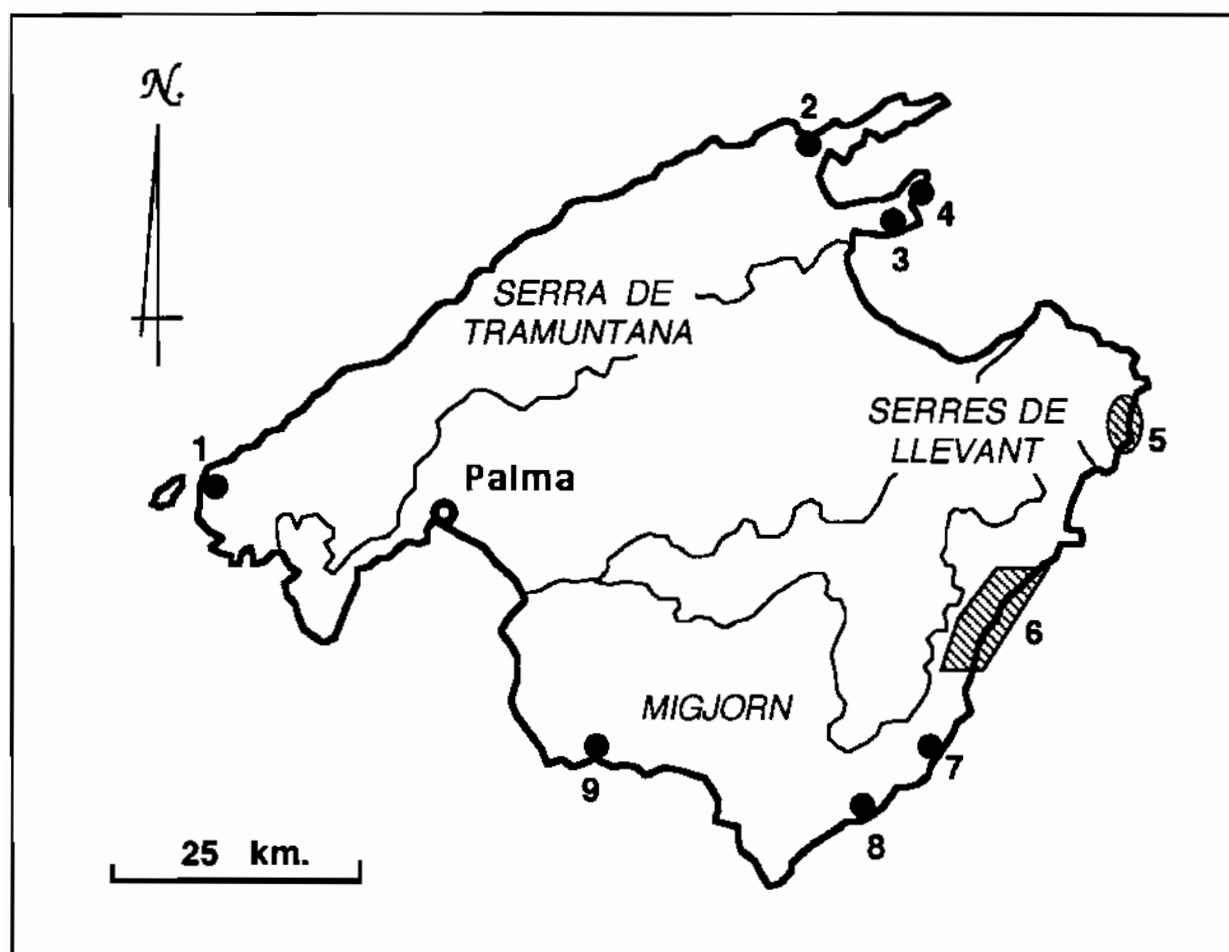 N.
2
4
3
SERRA DE
TRAMUNTANA
SERRES DE
LLEVANT
5
1
Palma
6
MIGJORN
7
9
8
25 km.